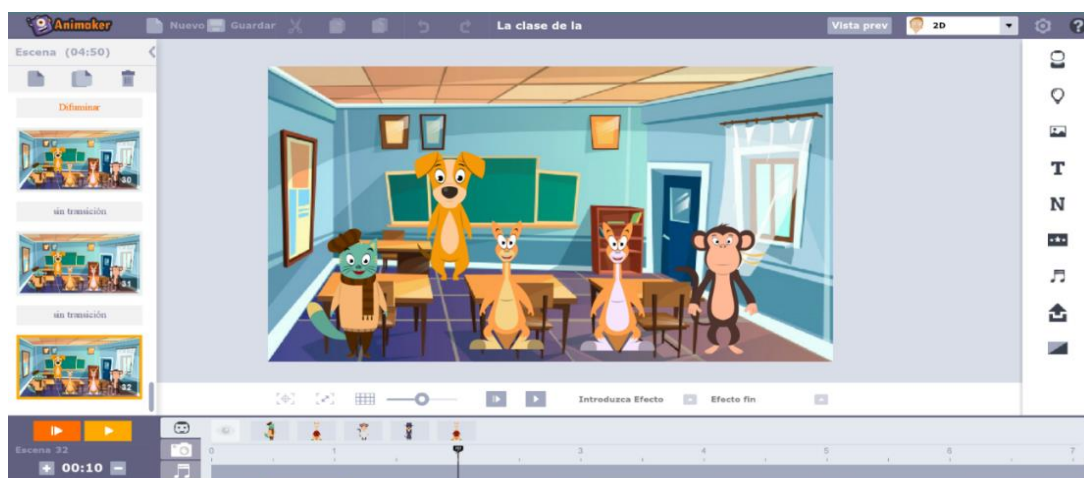 Animaker
Nuevo Guardar La clase de la Vista prev 2D ?
Escena (04:50)
Difuminar
30
sin transición
31
sin transición
32
T
N
Introduzca Efecto Efecto fin
Escena 32
00:10
0 1 3 4 5 6 7